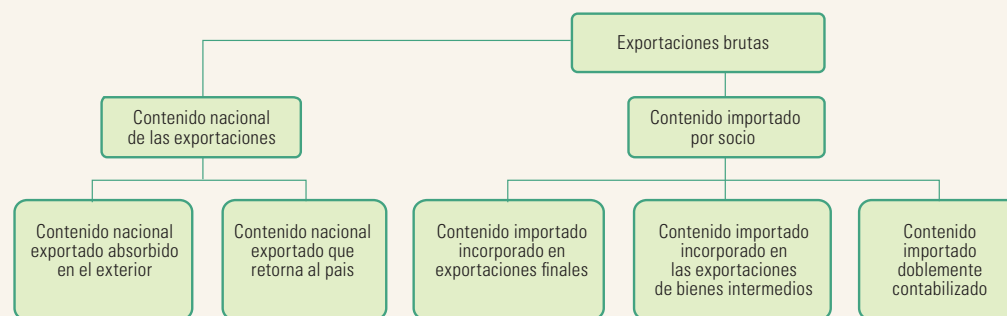 Exportaciones brutas
Contenido nacional
de las exportaciones
Contenido importado
por socio
Contenido nacional
exportado absorbido
en el exterior
Contenido nacional
exportado que
retorna al pais
Contenido importado
incorporado en
exportaciones finales
Contenido importado
incorporado en
las exportaciones
de bienes intermedios
Contenido
importado
doblemente
contabilizado